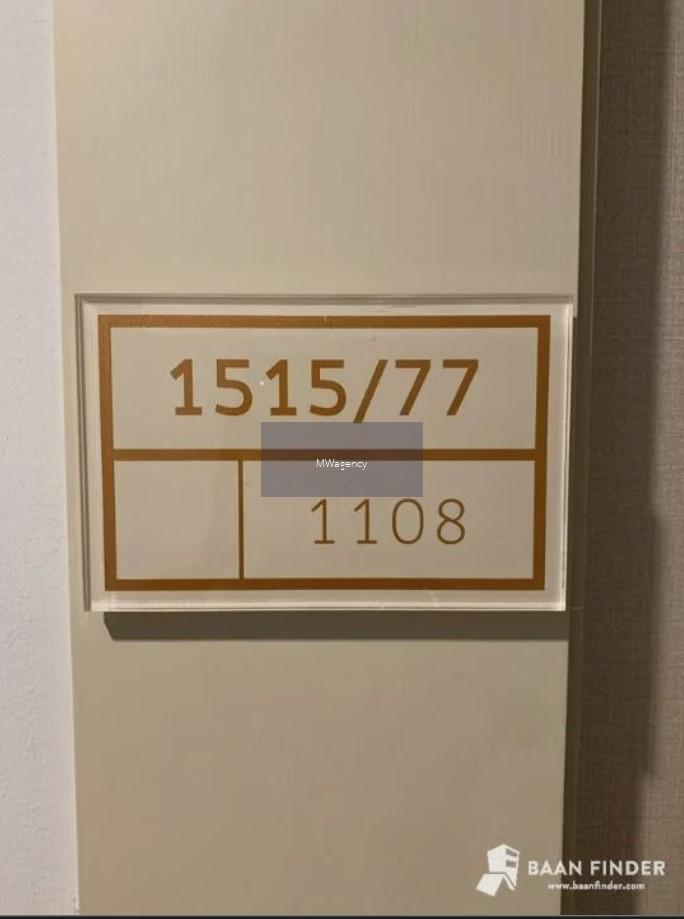 1515/77
MWagency
1108
BAAN FINDER
www.baanfinder.com